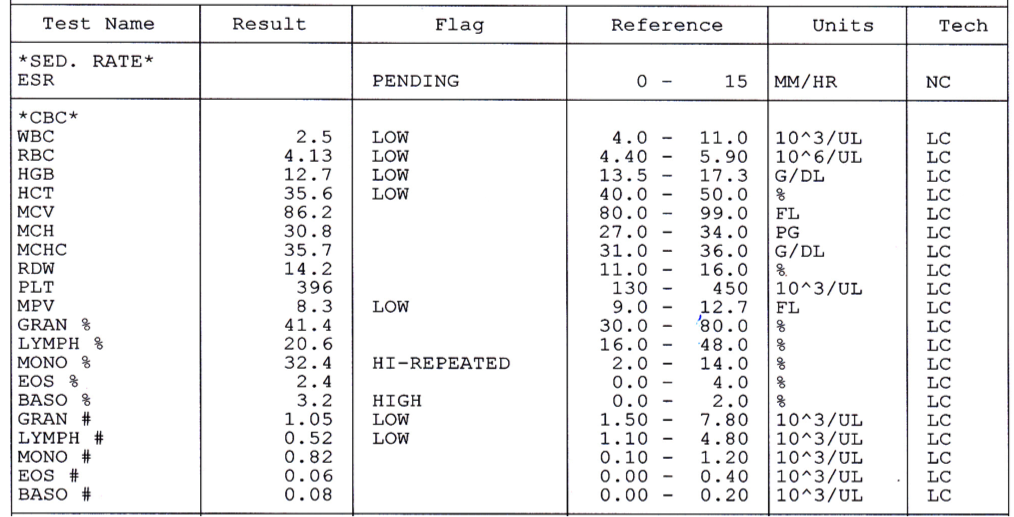 Test Name Result Flag Reference Units Tech
*SED. RATE*
ESR PENDING 0 - 15 MM/HR NC
*CBC*
WBC 2.5 LOW 4.0 - 11.0 10^3/UL LC
RBC 4.13 LOW 4.40 - 5.90 10^6/UL LC
HGB 12.7 LOW 13.5 - 17.3 G/DL LC
HCT 35.6 LOW 40.0 - 50.0 % LC
MCV 86.2 80.0 - 99.0 FL LC
MCH 30.8 27.0 - 34.0 PG LC
MCHC 35.7 31.0 - 36.0 G/DL LC
RDW 14.2 11.0 - 16.0 % LC
PLT 396 130 - 450 10^3/UL LC
MPV 8.3 LOW 9.0 - 12.7 FL LC
GRAN % 41.4 30.0 - 80.0 % LC
LYMPH % 20.6 16.0 - 48.0 % LC
MONO % 32.4 HI-REPEATED 2.0 - 14.0 % LC
EOS % 2.4 0.0 - 4.0 % LC
BASO % 3.2 HIGH 0.0 - 2.0 % LC
GRAN # 1.05 LOW 1.50 - 7.80 10^3/UL LC
LYMPH # 0.52 LOW 1.10 - 4.80 10^3/UL LC
MONO # 0.82 0.10 - 1.20 10^3/UL LC
EOS # 0.06 0.00 - 0.40 10^3/UL LC
BASO # 0.08 0.00 - 0.20 10^3/UL LC